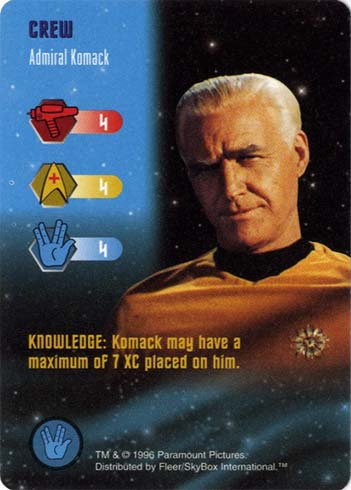 CREW
Admiral Komack
4
4
4
KNOWLEDGE: Komack may have a
maximum of 7 XC placed on him.
TM & © 1996 Paramount Pictures.
Distributed by Fleer/SkyBox International.™